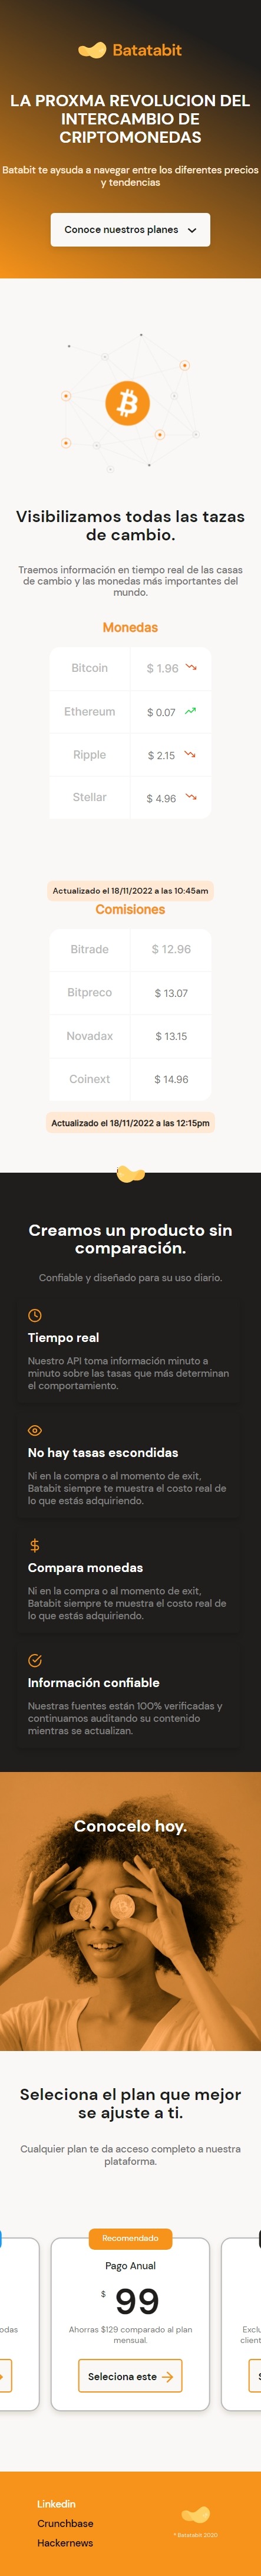 Batatabit
LA PROXMA REVOLUCION DEL
INTERCAMBIO DE
CRIPTOMONEDAS
Batabit te aysuda a navegar entre los diferentes precios
y tendencias
Conoce nuestros planes
Visibilizamos todas las tazas
de cambio.
Traemos información en tiempo real de las casas
de cambio y las monedas más importantes del
mundo.
Monedas
Bitcoin $ 1.96
Ethereum $ 0.07
Ripple $ 2.15
Stellar $ 4.96
Actualizado el 18/11/2022 a las 10:45am
Comisiones
Bitrade $ 12.96
Bitpreco $ 13.07
Novadax $ 13.15
Coinext $ 14.96
Actualizado el 18/11/2022 a las 12:15pm
Creamos un producto sin
comparación.
Confiable y diseñado para su uso diario.
Tiempo real
Nuestro API toma información minuto a
minuto sobre las tasas que más determinan
el comportamiento.
No hay tasas escondidas
Ni en la compra o al momento de exit,
Batabit siempre te muestra el costo real de
lo que estás adquiriendo.
Compara monedas
Ni en la compra o al momento de exit,
Batabit siempre te muestra el costo real de
lo que estás adquiriendo.
Información confiable
Nuestras fuentes están 100% verificadas y
continuamos auditando su contenido
mientras se actualizan.
Conocelo hoy.
Seleciona el plan que mejor
se ajuste a ti.
Cualquier plan te da acceso completo a nuestra
plataforma.
Recomendado
Pago Anual
$ 99
Ahorras $129 comparado al plan
mensual.
Seleciona este
odas
Exclu
client
S
Linkedin
Crunchbase
Hackernews
* Batatabit 2020